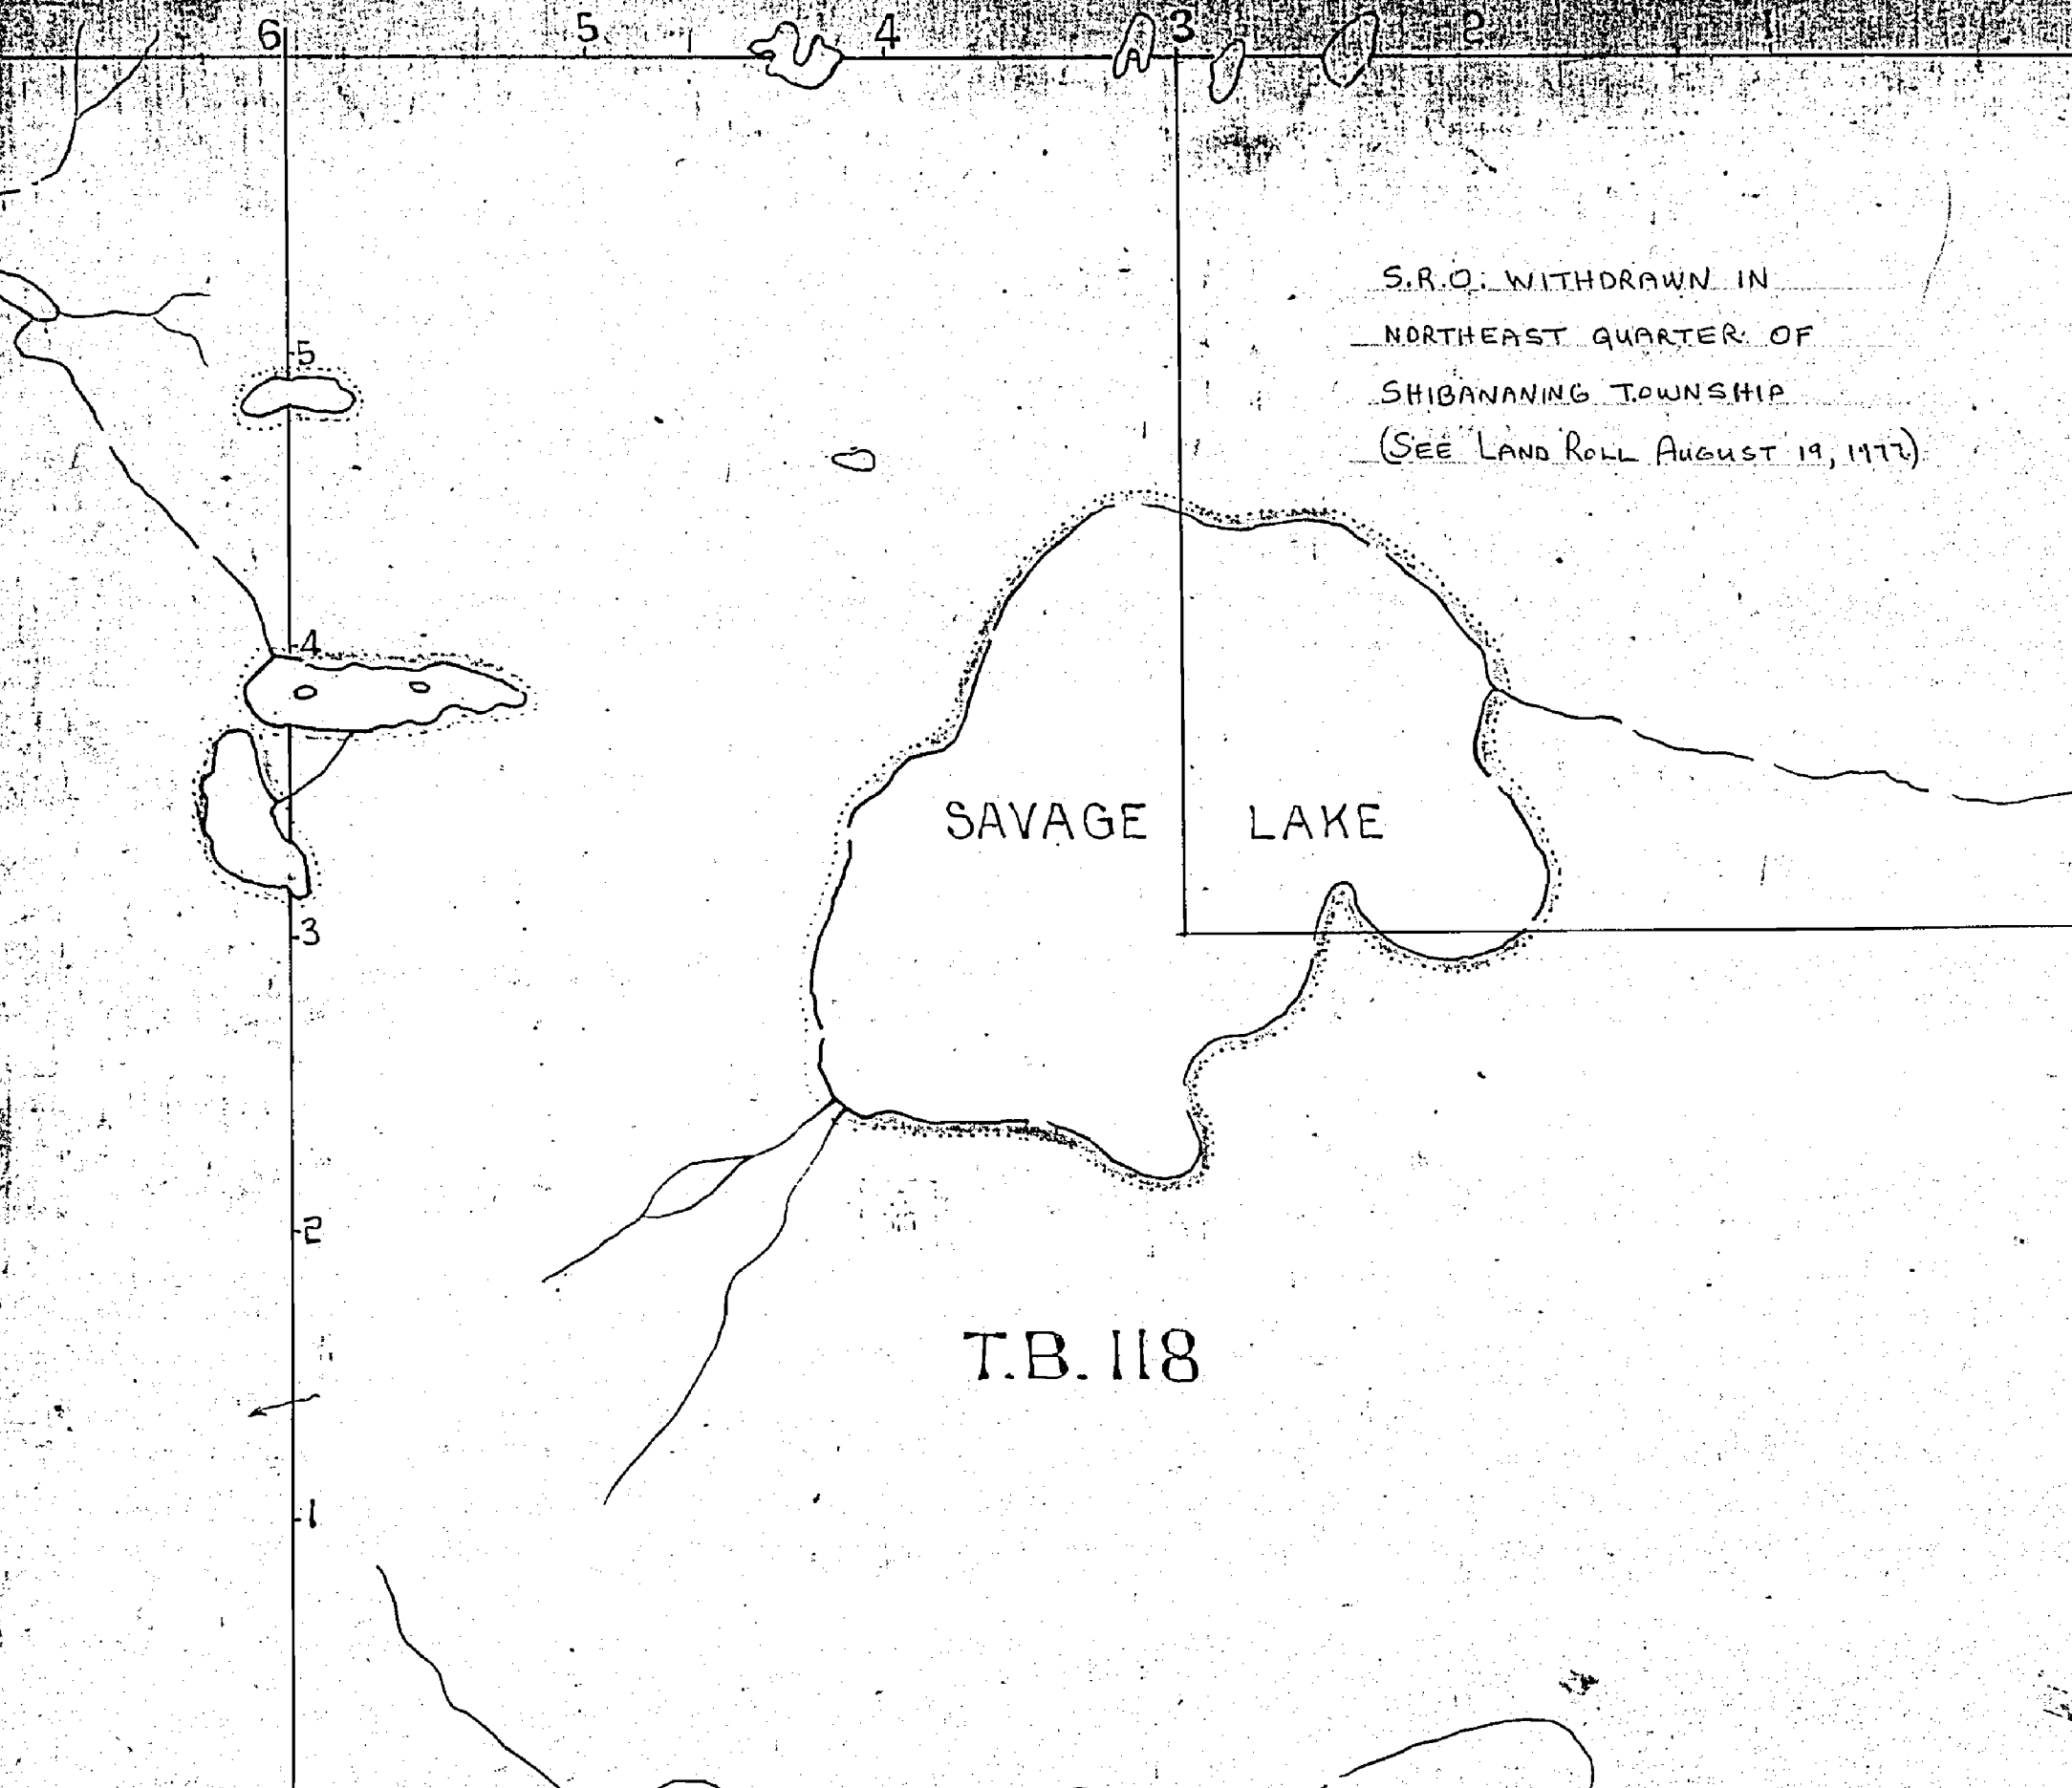 6 5 4 3 2 1
S.R.O. WITHDRAWN IN
NORTHEAST QUARTER OF
SHIBANANING TOWNSHIP
(SEE LAND ROLL AUGUST 19, 1977)
5
4
SAVAGE LAKE
3
2
T.B. 118
1